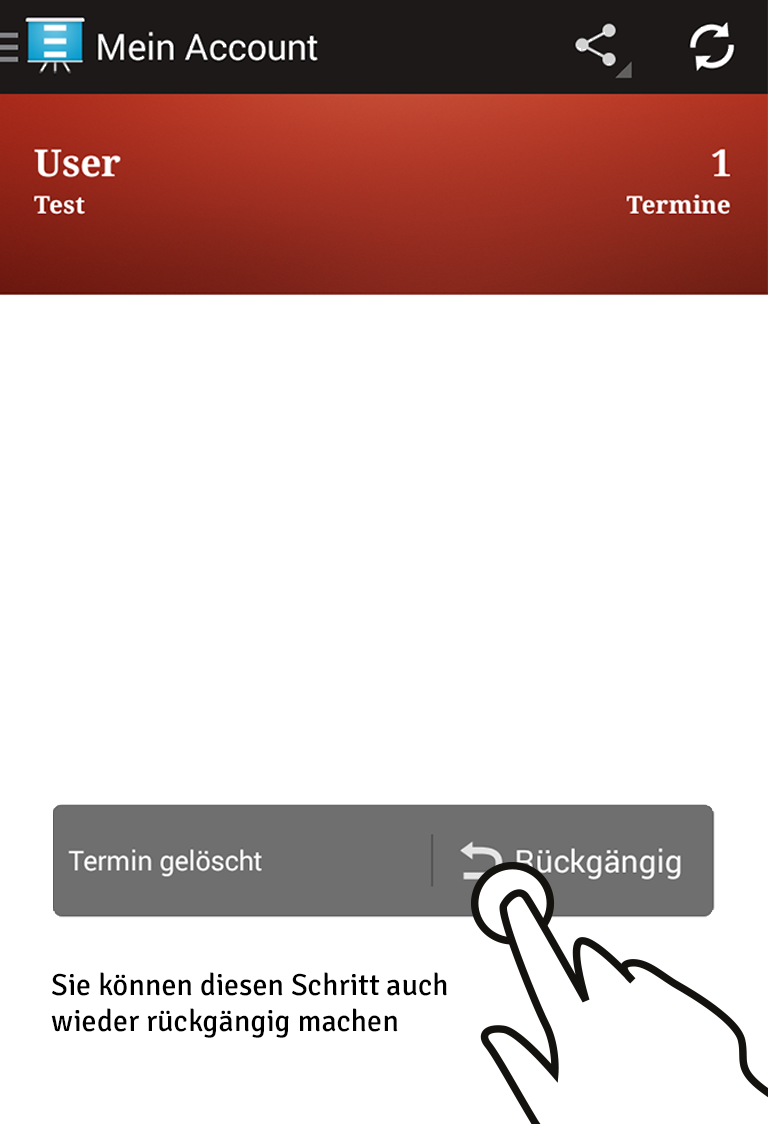 Mein Account
User
1
Test
Termine
Termin gelöscht
Rückgängig
Sie können diesen Schritt auch
wieder rückgängig machen